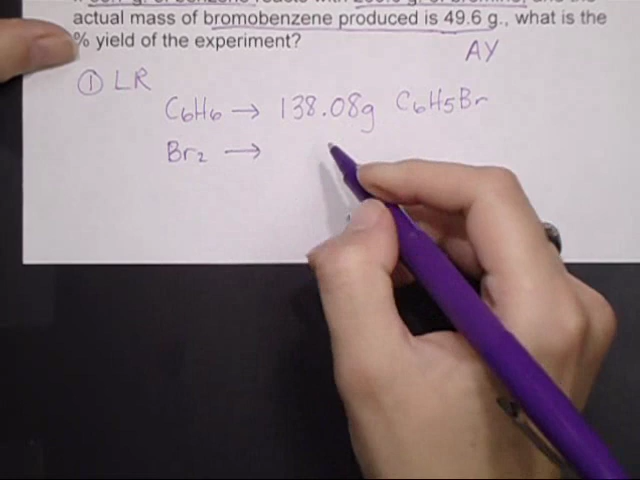 actual mass of bromobenzene produced is 49.6 g., what is the
% yield of the experiment?
AY
① LR
C6H6 → 138.08g C6H5Br
Br2 →